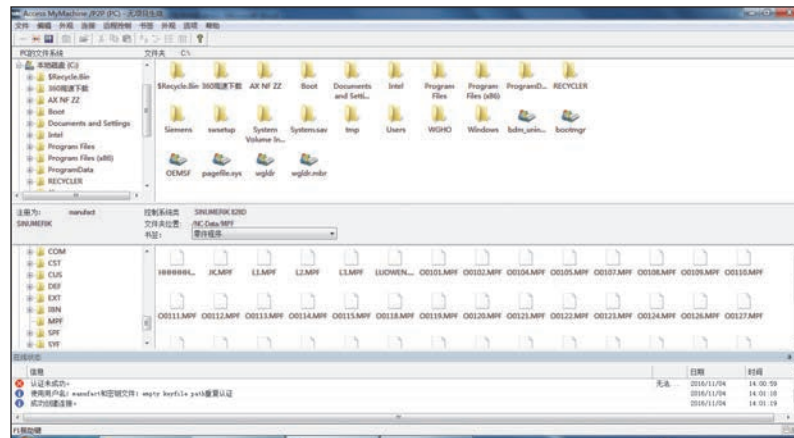 Access MyMachine /P2P (PC) - 无项目生效
文件 编辑 外观 连接 远程控制 书签 外观 选项 帮助
PC的文件系统 文件夹 C:\
本地磁盘 (C:)
$Recycle.Bin
360高速下载
AX NF ZZ
Boot
Documents and Settings
Intel
Program Files
Program Files (x86)
ProgramData
RECYCLER
$Recycle.Bin 360高速下载 AX NF ZZ Boot Documents and Setti... Intel Program Files Program Files (x86) ProgramD... RECYCLER
Siemens swsetup System Volume In... System.sav tmp Users WGHO Windows bdm_unin... bootmgr
OEMSF pagefile.sys wgldr wgldr.mbr
注册为: manufact 控制系统类 SINUMERIK 828D
SINUMERIK 文件夹位置: /NC-Data/MPF
书签: 零件程序
COM
CST
CUS
DEF
EXT
IBN
MPF
SPF
SYF
JK.MPF L1.MPF L2.MPF L3.MPF LUOWEN... O0101.MPF O0102.MPF O0104.MPF O0105.MPF O0107.MPF O0108.MPF O0109.MPF O0110.MPF
O0111.MPF O0112.MPF O0113.MPF O0114.MPF O0115.MPF O0118.MPF O0119.MPF O0120.MPF O0121.MPF O0122.MPF O0123.MPF O0124.MPF O0126.MPF O0127.MPF
在线状态
信息 日期 时间
认证未成功。 无法... 2016/11/04 14:00:59
使用用户名: manufact和密钥文件: empty keyfile path重复认证 2016/11/04 14:01:18
成功创建连接。 2016/11/04 14:01:19
F1帮助键